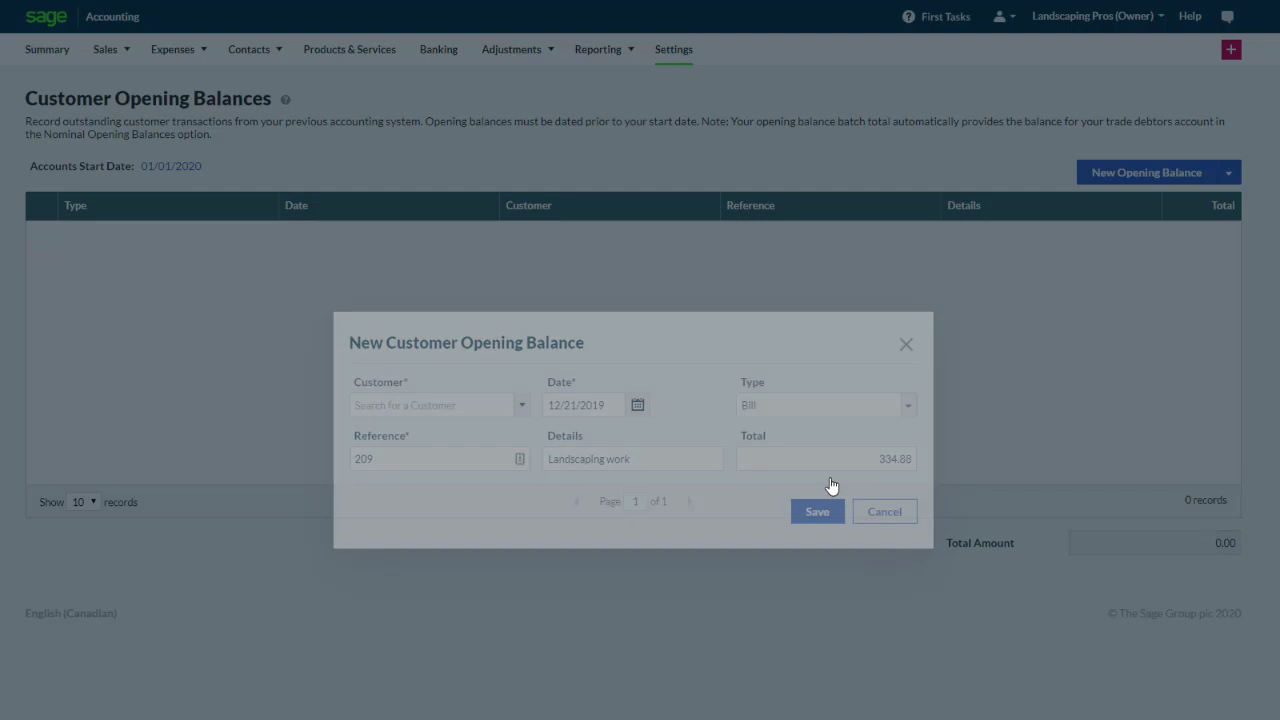 sage Accounting First Tasks Landscaping Pros (Owner) Help
Summary Sales Expenses Contacts Products & Services Banking Adjustments Reporting Settings
Customer Opening Balances
Record outstanding customer transactions from your previous accounting system. Opening balances must be dated prior to your start date. Note: Your opening balance batch total automatically provides the balance for your trade debtors account in
the Nominal Opening Balances option.
Accounts Start Date: 01/01/2020
New Opening Balance
Type Date Customer Reference Details Total
New Customer Opening Balance
Customer* Date* Type
Search for a Customer 12/21/2019 Bill
Reference* Details Total
209 Landscaping work 334.88
Show 10 records Page 1 of 1 0 records
Save Cancel
Total Amount 0.00
English (Canadian) © The Sage Group plc 2020